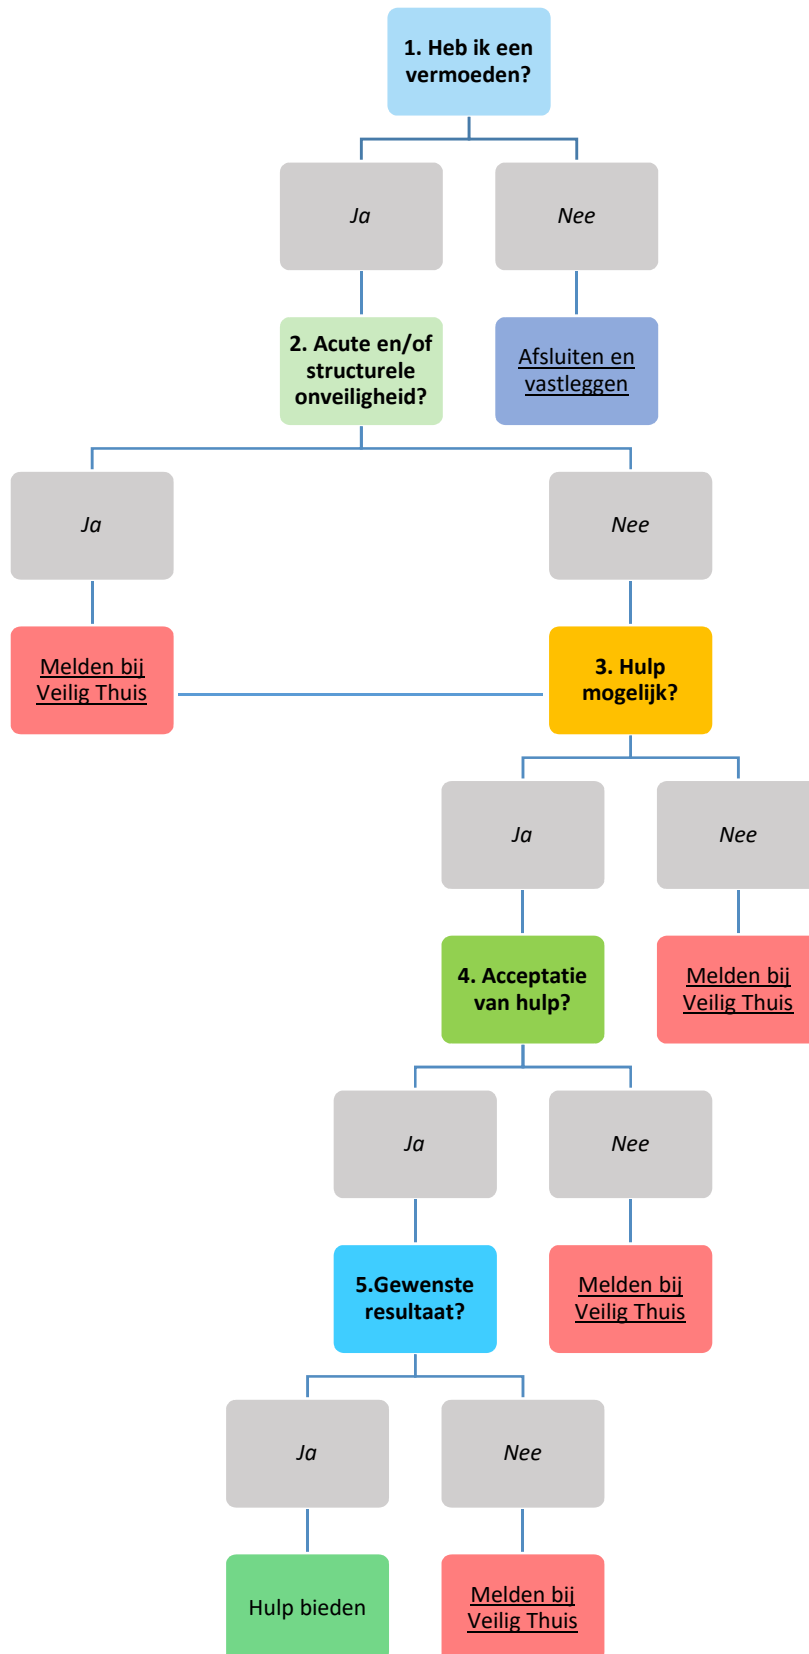 1. Heb ik een
vermoeden?
Ja
Nee
2. Acute en/of
structurele
onveiligheid?
Afsluiten en
vastleggen
Ja
Nee
Melden bij
Veilig Thuis
3. Hulp
mogelijk?
Ja
Nee
4. Acceptatie
van hulp?
Melden bij
Veilig Thuis
Ja
Nee
5.Gewenste
resultaat?
Melden bij
Veilig Thuis
Ja
Nee
Hulp bieden
Melden bij
Veilig Thuis